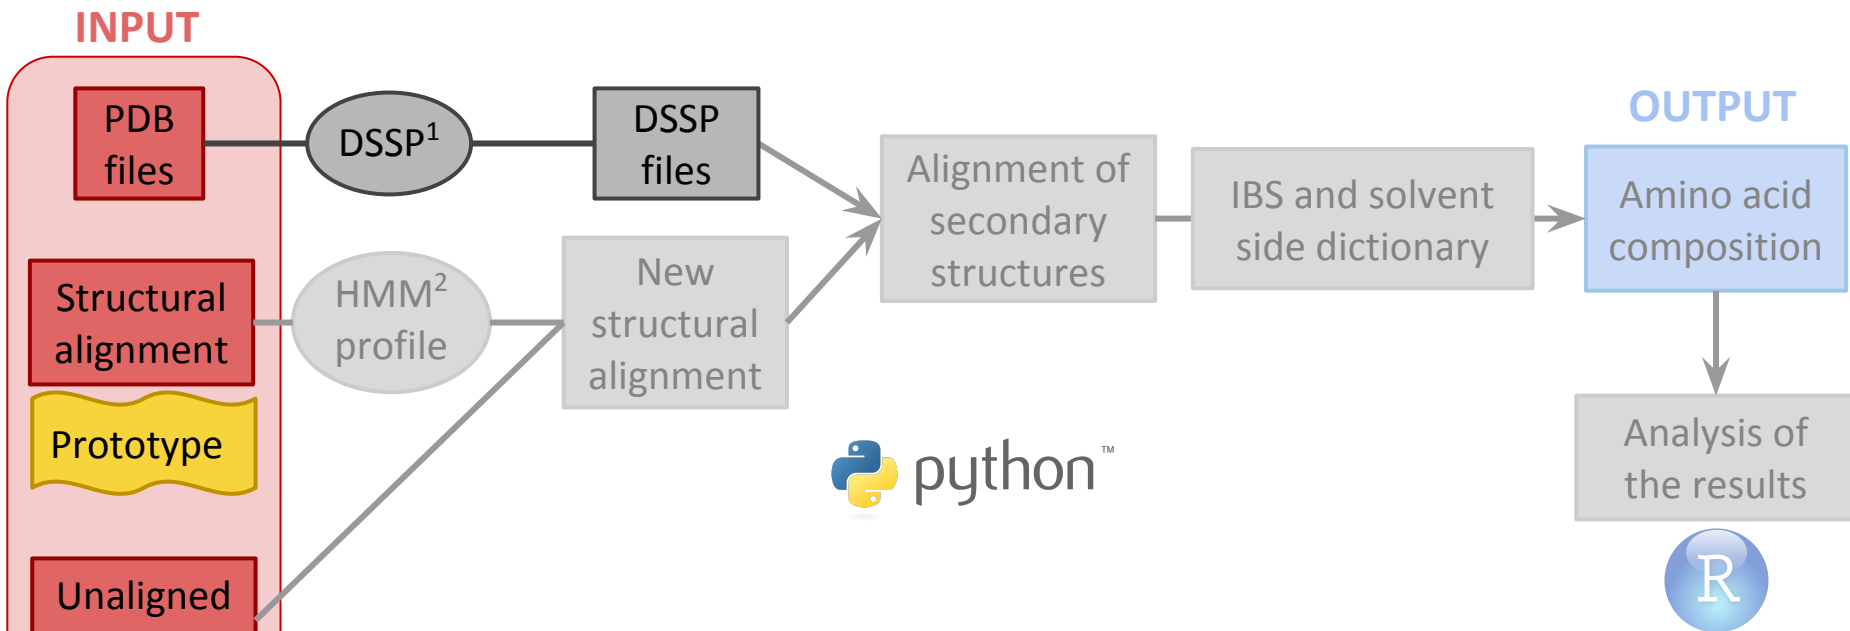 INPUT
PDB
files
DSSP1
DSSP
files
Structural
alignment
HMM2
profile
New
structural
alignment
Prototype
Unaligned
Alignment of
secondary
structures
IBS and solvent
side dictionary
OUTPUT
Amino acid
composition
Analysis of
the results
python™
R